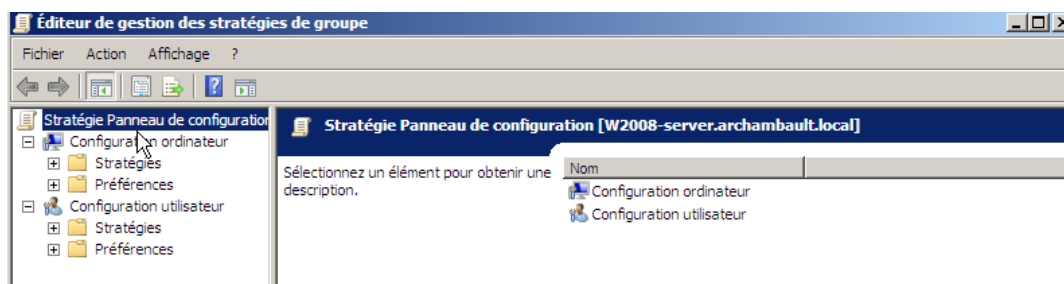 Éditeur de gestion des stratégies de groupe
Fichier Action Affichage ?
Stratégie Panneau de configuration
Configuration ordinateur
Stratégies
Préférences
Configuration utilisateur
Stratégies
Préférences
Stratégie Panneau de configuration [W2008-server.archambault.local]
Sélectionnez un élément pour obtenir une
description.
Nom
Configuration ordinateur
Configuration utilisateur